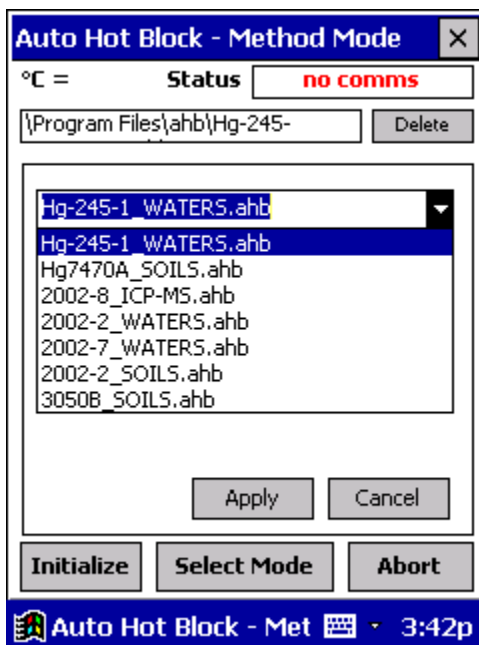 Auto Hot Block - Method Mode
°C = Status no comms
\Program Files\ahb\Hg-245- Delete
Hg-245-1_WATERS.ahb
Hg-245-1_WATERS.ahb
Hg7470A_SOILS.ahb
2002-8_ICP-MS.ahb
2002-2_WATERS.ahb
2002-7_WATERS.ahb
2002-2_SOILS.ahb
3050B_SOILS.ahb
Apply Cancel
Initialize Select Mode Abort
Auto Hot Block - Met 3:42p